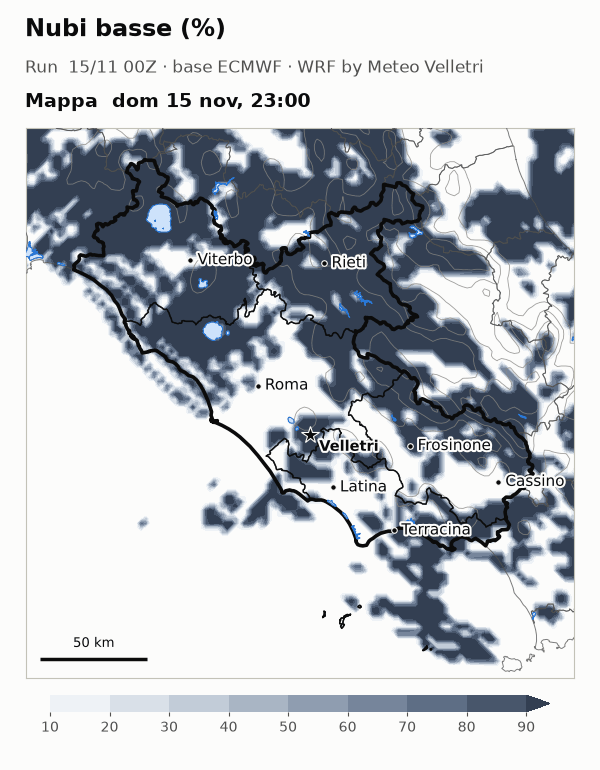 Nubi basse (%)
Run  15/11 00Z · base ECMWF · WRF by Meteo Velletri
Mappa  dom 15 nov, 23:00
Viterbo
Rieti
Roma
Velletri
Frosinone
Latina
Cassino
Terracina
50 km
10 20 30 40 50 60 70 80 90